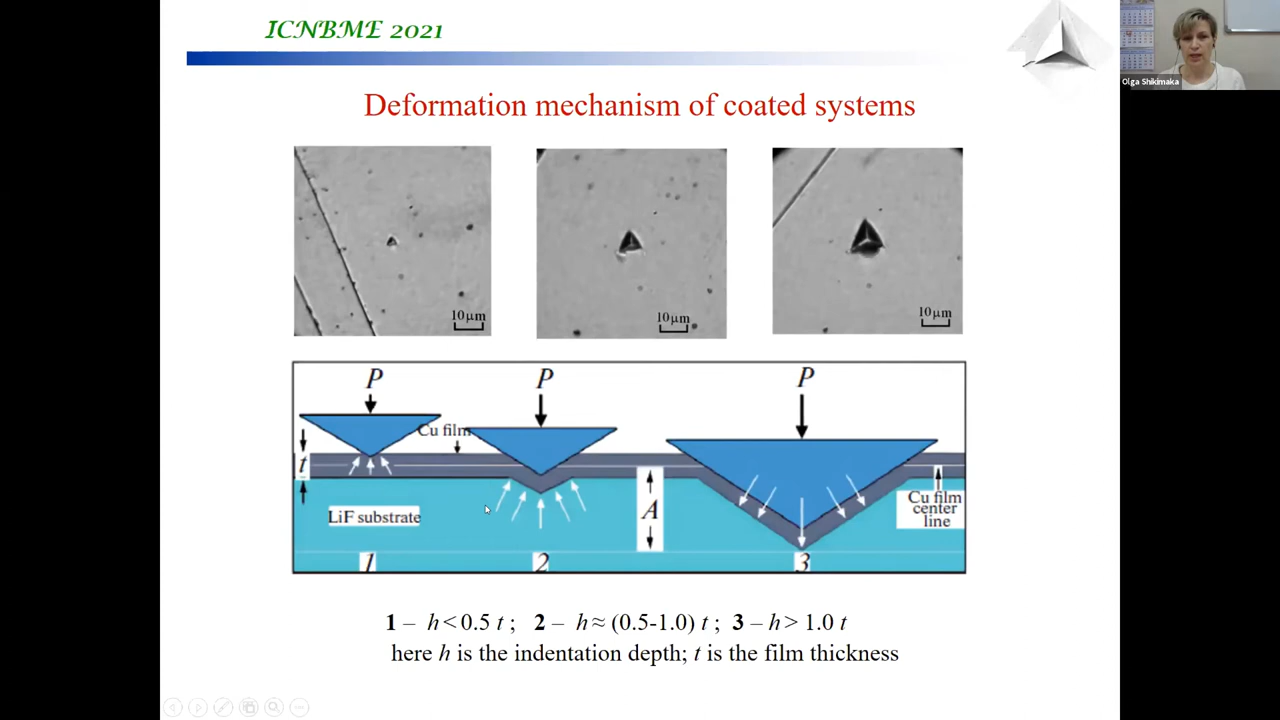 ICNBME 2021
Olga Shikimaka
Deformation mechanism of coated systems
10μm
10μm
10μm
P
P
P
Cu film
t
A
LiF substrate
Cu film
center
line
1
2
3
1 – h < 0.5 t ; 2 – h ≈ (0.5-1.0) t ; 3 – h > 1.0 t
here h is the indentation depth; t is the film thickness